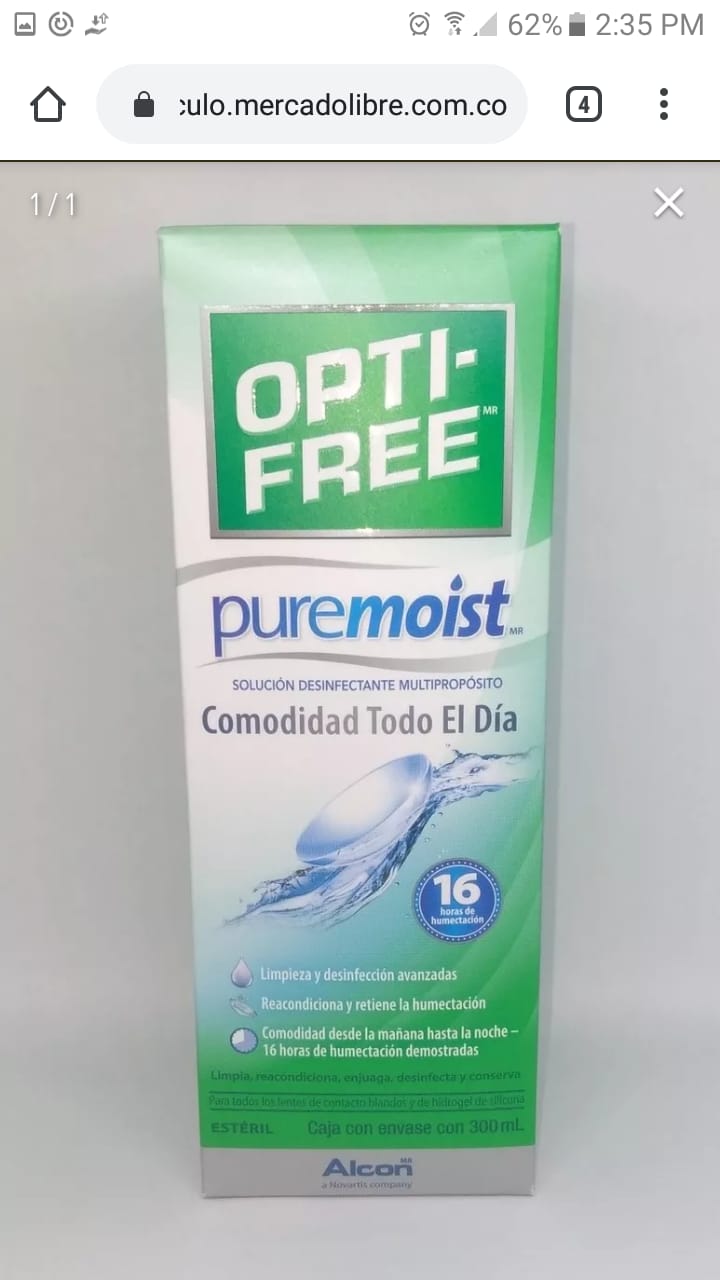 62% 2:35 PM
culo.mercadolibre.com.co
4
1/1
OPTI-
FREE MR
puremoist MR
SOLUCIÓN DESINFECTANTE MULTIPROPÓSITO
Comodidad Todo El Día
16
horas de
humectación
Limpieza y desinfección avanzadas
Reacondiciona y retiene la humectación
Comodidad desde la mañana hasta la noche –
16 horas de humectación demostradas
Limpia, reacondiciona, enjuaga, desinfecta y conserva
Para todos los lentes de contacto blandos y de hidrogel de silicona
ESTÉRIL Caja con envase con 300 mL
Alcon MR
a Novartis company